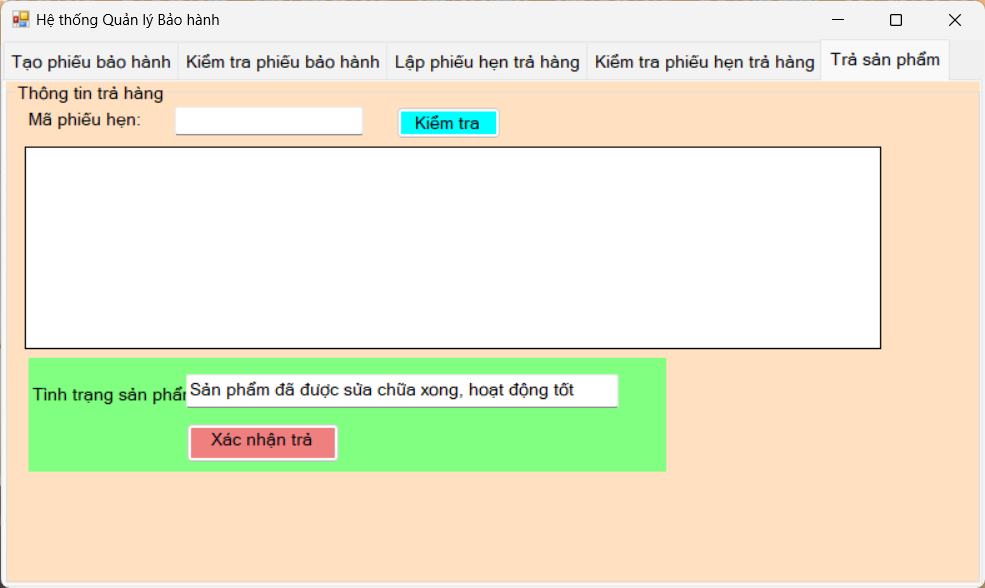 Hệ thống Quản lý Bảo hành
Tạo phiếu bảo hành Kiểm tra phiếu bảo hành Lập phiếu hẹn trả hàng Kiểm tra phiếu hẹn trả hàng Trả sản phẩm
Thông tin trả hàng
Mã phiếu hẹn: Kiểm tra
Tình trạng sản phẩm Sản phẩm đã được sửa chữa xong, hoạt động tốt
Xác nhận trả